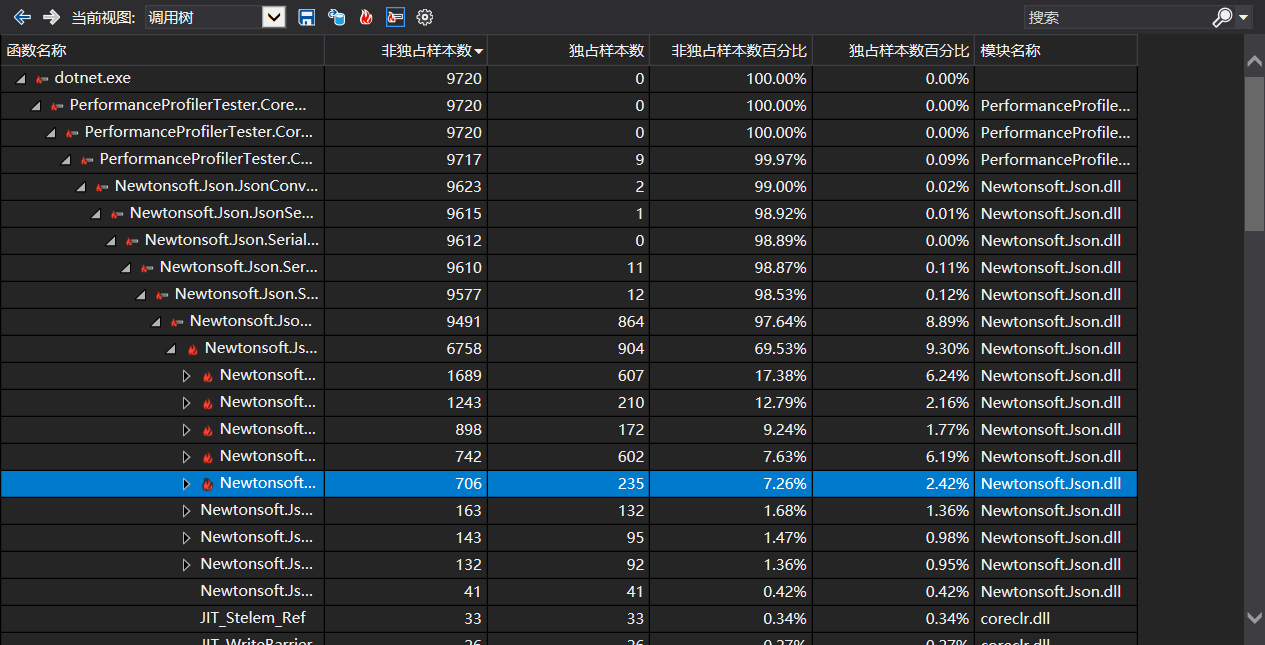 当前视图: 调用树 搜索
函数名称 非独占样本数 独占样本数 非独占样本数百分比 独占样本数百分比 模块名称
dotnet.exe 9720 0 100.00% 0.00%
PerformanceProfilerTester.Core... 9720 0 100.00% 0.00% PerformanceProfile...
PerformanceProfilerTester.Cor... 9720 0 100.00% 0.00% PerformanceProfile...
PerformanceProfilerTester.C... 9717 9 99.97% 0.09% PerformanceProfile...
Newtonsoft.Json.JsonConv... 9623 2 99.00% 0.02% Newtonsoft.Json.dll
Newtonsoft.Json.JsonSe... 9615 1 98.92% 0.01% Newtonsoft.Json.dll
Newtonsoft.Json.Serial... 9612 0 98.89% 0.00% Newtonsoft.Json.dll
Newtonsoft.Json.Ser... 9610 11 98.87% 0.11% Newtonsoft.Json.dll
Newtonsoft.Json.S... 9577 12 98.53% 0.12% Newtonsoft.Json.dll
Newtonsoft.Jso... 9491 864 97.64% 8.89% Newtonsoft.Json.dll
Newtonsoft.Js... 6758 904 69.53% 9.30% Newtonsoft.Json.dll
Newtonsoft... 1689 607 17.38% 6.24% Newtonsoft.Json.dll
Newtonsoft... 1243 210 12.79% 2.16% Newtonsoft.Json.dll
Newtonsoft... 898 172 9.24% 1.77% Newtonsoft.Json.dll
Newtonsoft... 742 602 7.63% 6.19% Newtonsoft.Json.dll
Newtonsoft... 706 235 7.26% 2.42% Newtonsoft.Json.dll
Newtonsoft.Js... 163 132 1.68% 1.36% Newtonsoft.Json.dll
Newtonsoft.Js... 143 95 1.47% 0.98% Newtonsoft.Json.dll
Newtonsoft.Js... 132 92 1.36% 0.95% Newtonsoft.Json.dll
Newtonsoft.Js... 41 41 0.42% 0.42% Newtonsoft.Json.dll
JIT_Stelem_Ref 33 33 0.34% 0.34% coreclr.dll
JIT_WriteBarrier 26 26 0.27% 0.27% coreclr.dll